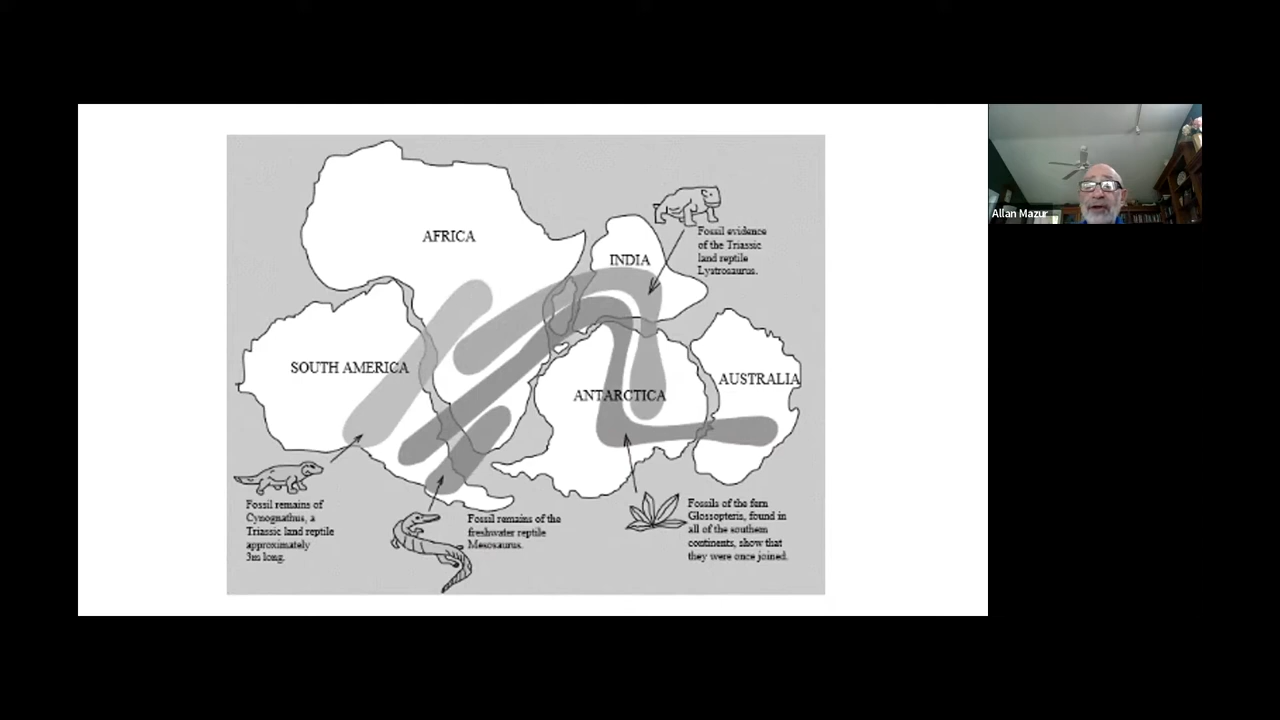 AFRICA
INDIA
Fossil evidence
of the Triassic
land reptile
Lystrosaurus.
SOUTH AMERICA
ANTARCTICA
AUSTRALIA
Fossil remains of
Cynognathus, a
Triassic land reptile
approximately
3m long.
Fossil remains of the
freshwater reptile
Mesosaurus.
Fossils of the fern
Glossopteris, found in
all of the southern
continents, show that
they were once joined.
Allan Mazur